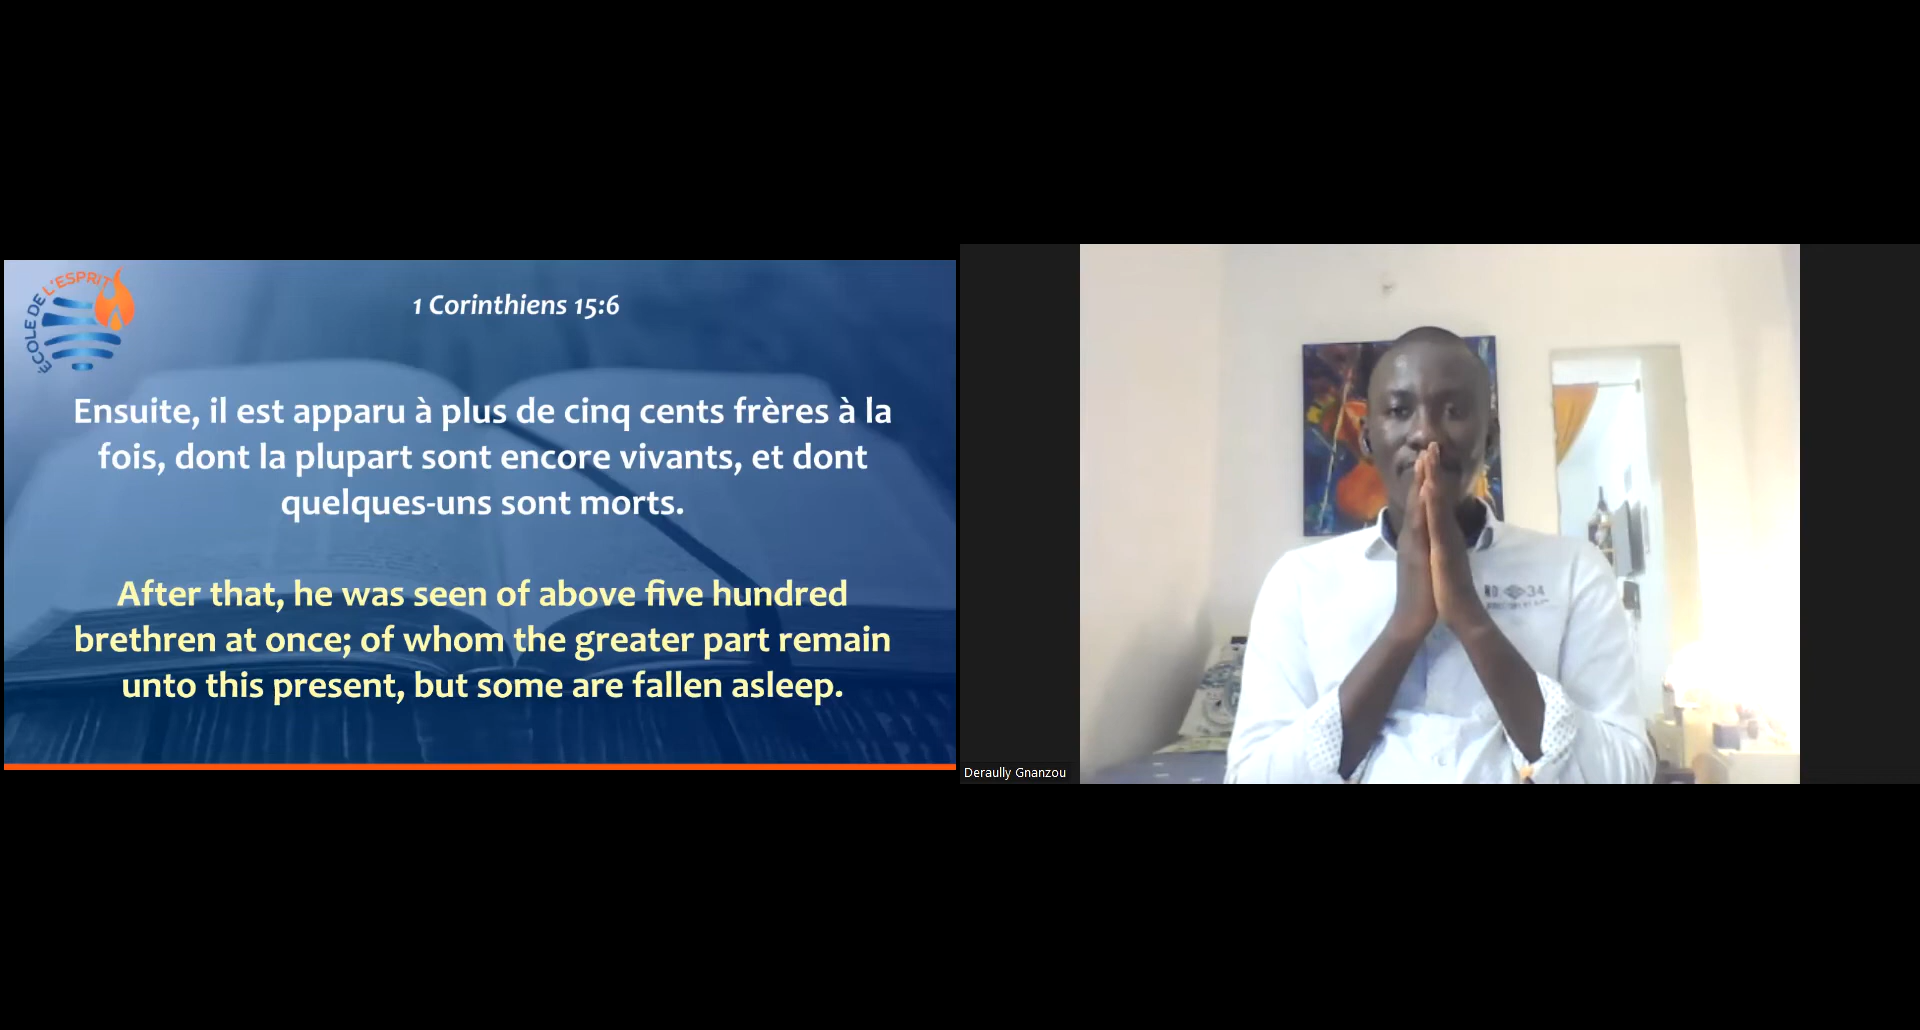 ÉCOLE DE L'ESPRIT
1 Corinthiens 15:6
Ensuite, il est apparu à plus de cinq cents frères à la
fois, dont la plupart sont encore vivants, et dont
quelques-uns sont morts.
After that, he was seen of above five hundred
brethren at once; of whom the greater part remain
unto this present, but some are fallen asleep.
34
Deraully Gnanzou